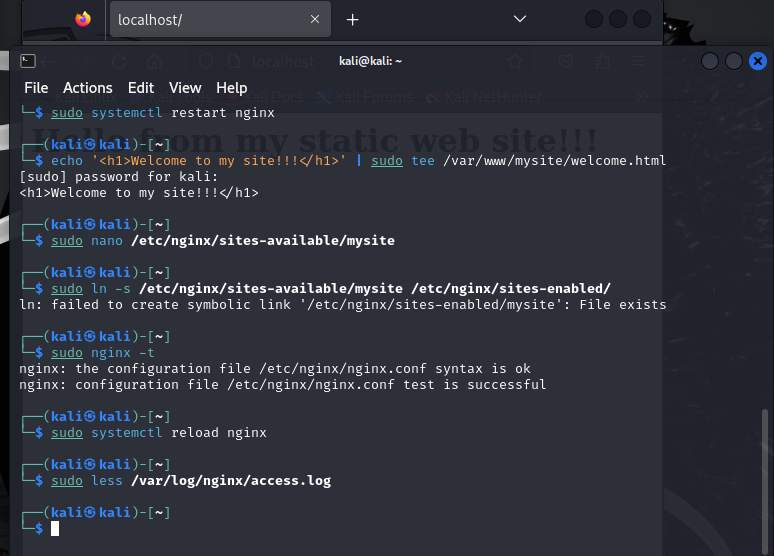 localhost/
localhost
kali@kali: ~
File Actions Edit View Help
Kali Docs Kali Forums Kali NetHunter
└─$ sudo systemctl restart nginx
Hello from my static web site!!!
┌──(kali㉿kali)-[~]
└─$ echo '<h1>Welcome to my site!!!</h1>' | sudo tee /var/www/mysite/welcome.html
[sudo] password for kali:
<h1>Welcome to my site!!!</h1>
┌──(kali㉿kali)-[~]
└─$ sudo nano /etc/nginx/sites-available/mysite
┌──(kali㉿kali)-[~]
└─$ sudo ln -s /etc/nginx/sites-available/mysite /etc/nginx/sites-enabled/
ln: failed to create symbolic link '/etc/nginx/sites-enabled/mysite': File exists
┌──(kali㉿kali)-[~]
└─$ sudo nginx -t
nginx: the configuration file /etc/nginx/nginx.conf syntax is ok
nginx: configuration file /etc/nginx/nginx.conf test is successful
┌──(kali㉿kali)-[~]
└─$ sudo systemctl reload nginx
┌──(kali㉿kali)-[~]
└─$ sudo less /var/log/nginx/access.log
┌──(kali㉿kali)-[~]
└─$